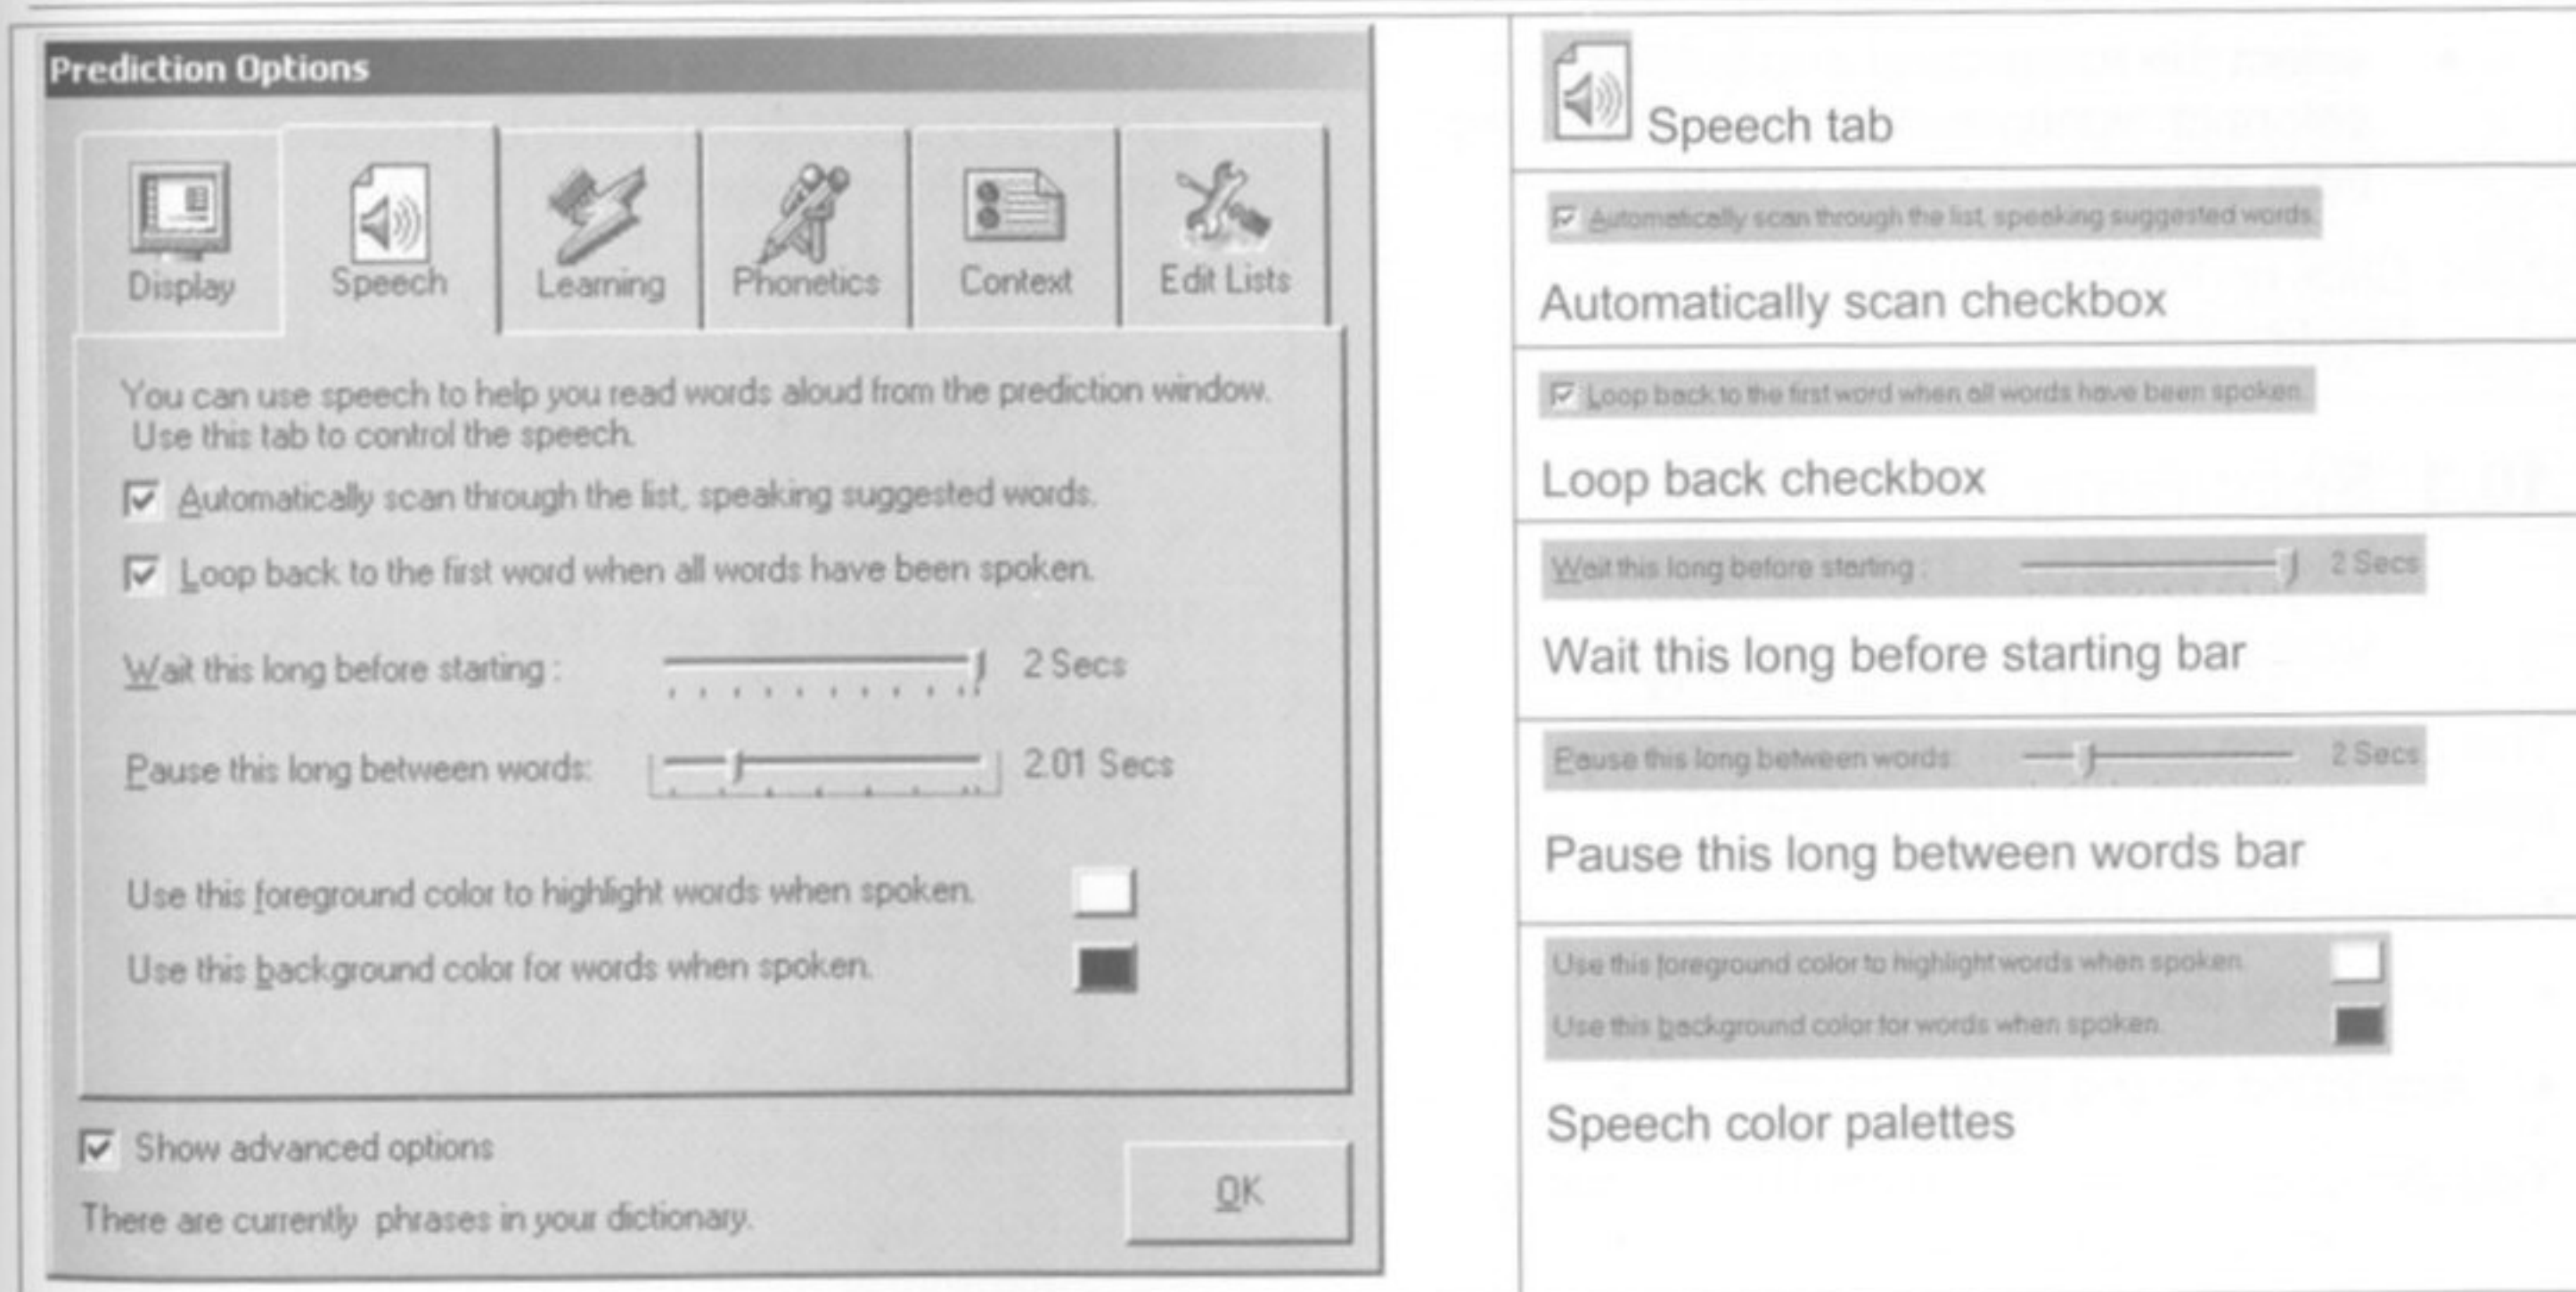 Prediction Options
Display
Speech
Learning
Phonetics
Context
Edit Lists
You can use speech to help you read words aloud from the prediction window.
Use this tab to control the speech.
Automatically scan through the list, speaking suggested words.
Loop back to the first word when all words have been spoken.
Wait this long before starting : 2 Secs
Pause this long between words: 2.01 Secs
Use this foreground color to highlight words when spoken.
Use this background color for words when spoken.
Show advanced options
There are currently phrases in your dictionary.
OK
Speech tab
Automatically scan through the list, speaking suggested words.
Automatically scan checkbox
Loop back to the first word when all words have been spoken.
Loop back checkbox
Wait this long before starting : 2 Secs
Wait this long before starting bar
Pause this long between words: 2 Secs
Pause this long between words bar
Use this foreground color to highlight words when spoken.
Use this background color for words when spoken.
Speech color palettes